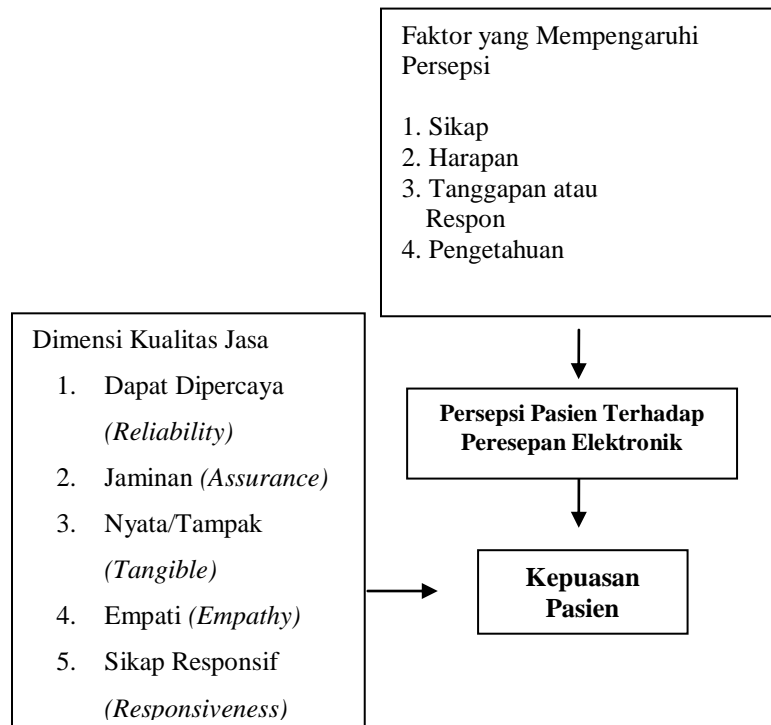 Faktor yang Mempengaruhi
Persepsi
1. Sikap
2. Harapan
3. Tanggapan atau
Respon
4. Pengetahuan
Dimensi Kualitas Jasa
1. Dapat Dipercaya
(Reliability)
2. Jaminan (Assurance)
3. Nyata/Tampak
(Tangible)
4. Empati (Empathy)
5. Sikap Responsif
(Responsiveness)
Persepsi Pasien Terhadap
Peresepan Elektronik
Kepuasan
Pasien